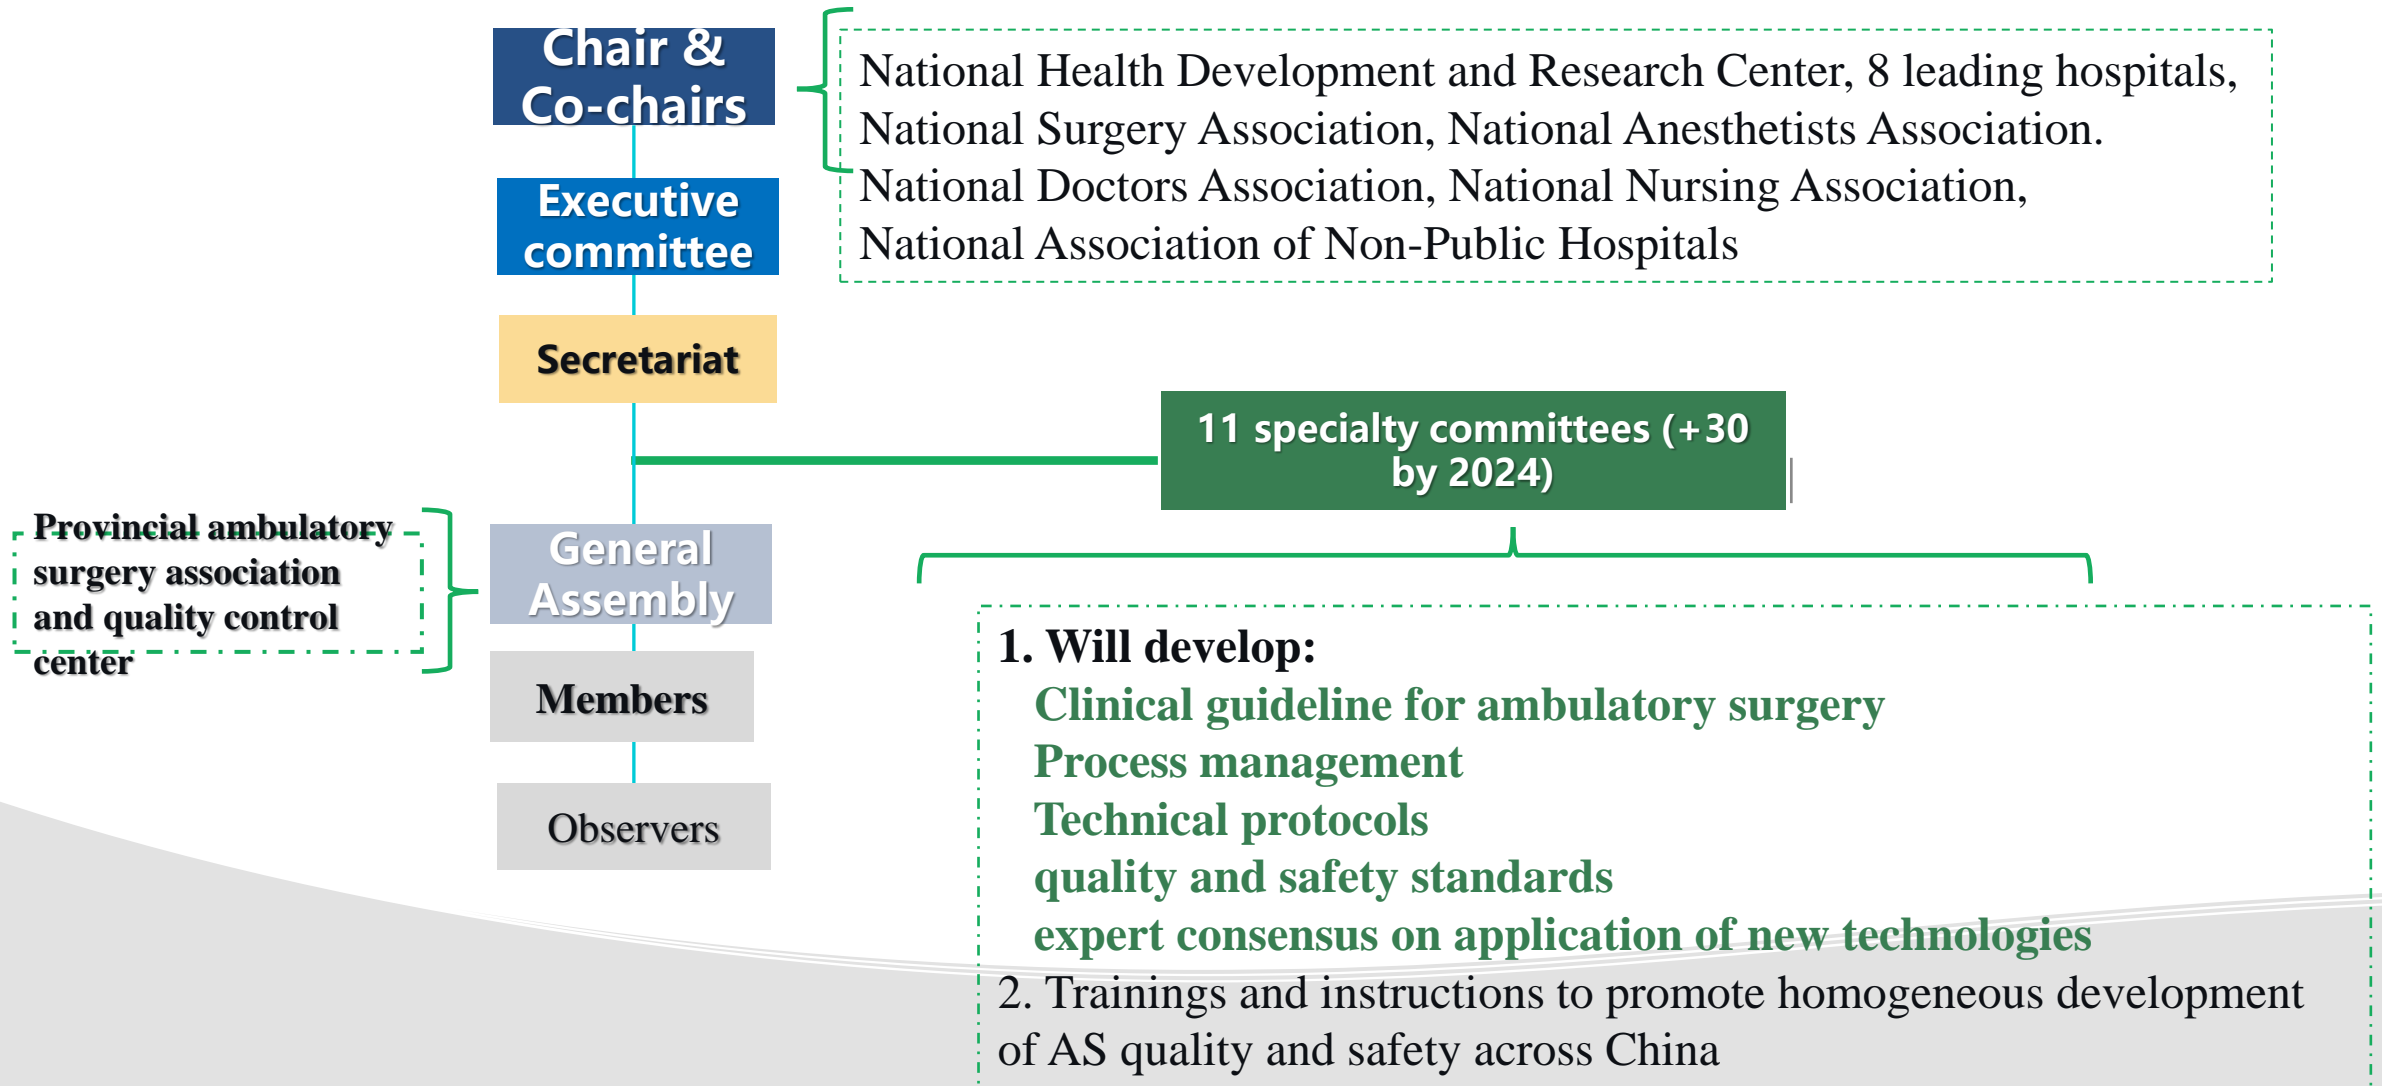 Chair &
Co-chairs
National Health Development and Research Center, 8 leading hospitals,
National Surgery Association, National Anesthetists Association.
National Doctors Association, National Nursing Association,
National Association of Non-Public Hospitals
Executive
committee
Secretariat
11 specialty committees (+30
by 2024)
Provincial ambulatory
surgery association
and quality control
center
General
Assembly
Members
Observers
1. Will develop:
Clinical guideline for ambulatory surgery
Process management
Technical protocols
quality and safety standards
expert consensus on application of new technologies
2. Trainings and instructions to promote homogeneous development
of AS quality and safety across China